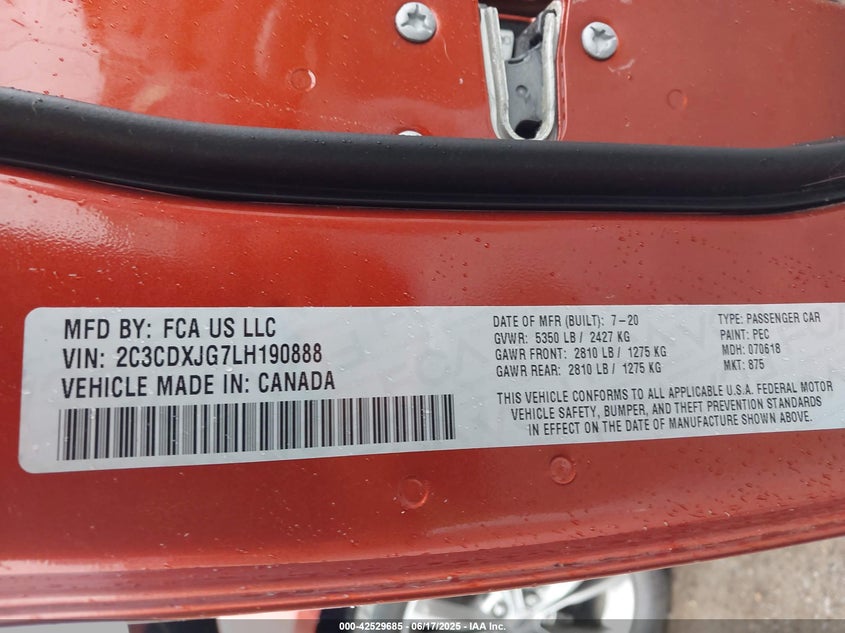 MFD BY: FCA US LLC
VIN: 2C3CDXJG7LH190888
VEHICLE MADE IN: CANADA
DATE OF MFR (BUILT): 7-20
GVWR: 5350 LB / 2427 KG
GAWR FRONT: 2810 LB / 1275 KG
GAWR REAR: 2810 LB / 1275 KG
TYPE: PASSENGER CAR
PAINT: PEC
MDH: 070618
MKT: 875
THIS VEHICLE CONFORMS TO ALL APPLICABLE U.S.A. FEDERAL MOTOR
VEHICLE SAFETY, BUMPER, AND THEFT PREVENTION STANDARDS
IN EFFECT ON THE DATE OF MANUFACTURE SHOWN ABOVE.
000-42529685 - 06/17/2025 - IAA Inc.